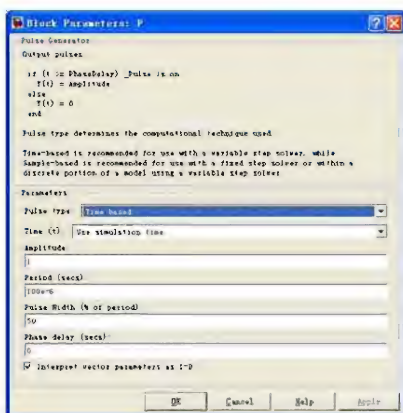 Block Parameters: P
Pulse Generator
Output pulses
if (t >= PhaseDelay) Pulse is on
Y(t) = Amplitude
else
Y(t) = 0
end
Pulse type determines the computational technique used
Time-based is recommended for use with a variable step solver, while
Sample-based is recommended for use with a fixed step solver or within a
discrete portion of a model using a variable step solver
Parameters
Pulse type Time based
Time (t) Use simulation time
Amplitude
1
Period (secs)
100e-6
Pulse Width (% of period)
50
Phase delay (secs)
0
Interpret vector parameters as 1-D
OK Cancel Help Apply